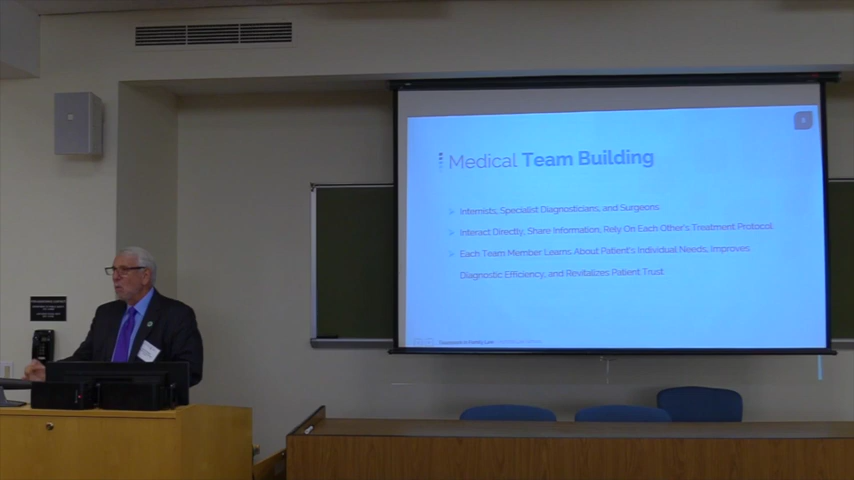 Medical Team Building
Internists, Specialist Diagnosticians, and Surgeons
Interact Directly, Share Information, Rely On Each Other's Treatment Protocol
Each Team Member Learns About Patient's Individual Needs, Improves
Diagnostic Efficiency, and Revitalizes Patient Trust